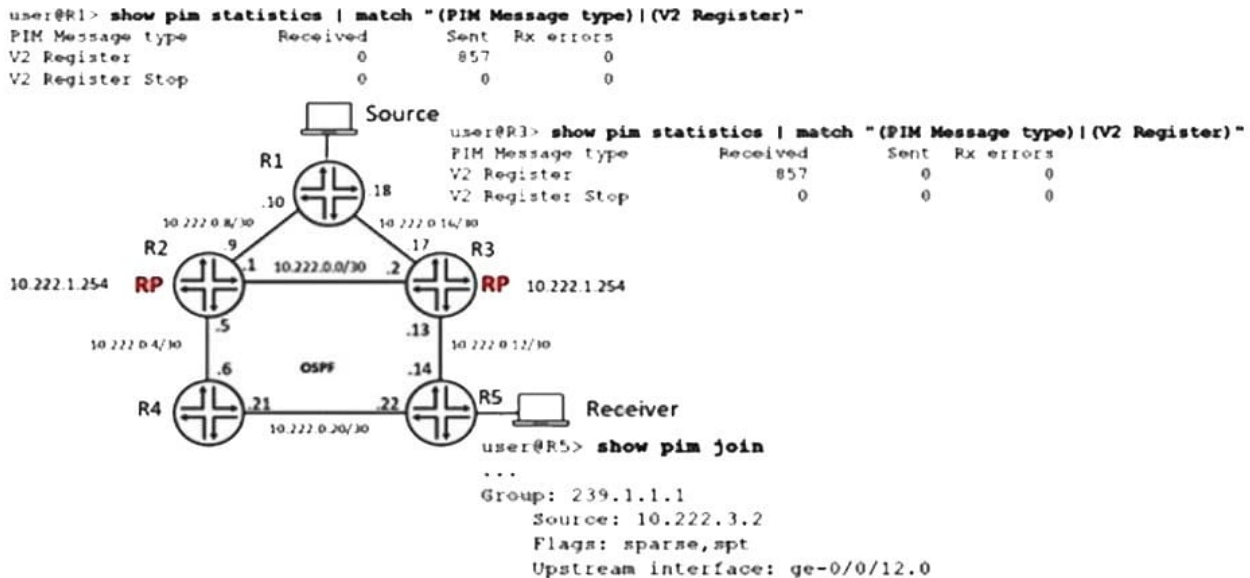 user@R1> show pim statistics | match "(PIM Message type)|(V2 Register)"
PIM Message type Received Sent Rx errors
V2 Register 0 857 0
V2 Register Stop 0 0 0
Source
user@R3> show pim statistics | match "(PIM Message type)|(V2 Register)"
PIM Message type Received Sent Rx errors
V2 Register 857 0 0
V2 Register Stop 0 0 0
R1
.10
.18
10.222.0.8/30
10.222.0.16/30
R2
.9
.17
R3
.1
10.222.0.0/30
.2
10.222.1.254
RP
RP
10.222.1.254
.5
.13
10.222.0.4/30
10.222.0.12/30
.6
OSPF
.14
R4
.21
.22
R5
Receiver
10.222.0.20/30
user@R5> show pim join
...
Group: 239.1.1.1
Source: 10.222.3.2
Flags: sparse,spt
Upstream interface: ge-0/0/12.0